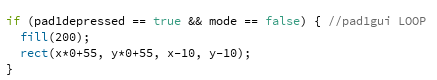 if (pad1depressed == true && mode == false) { //pad1gui LOOP
  fill(200);
  rect(x*0+55, y*0+55, x-10, y-10);
}